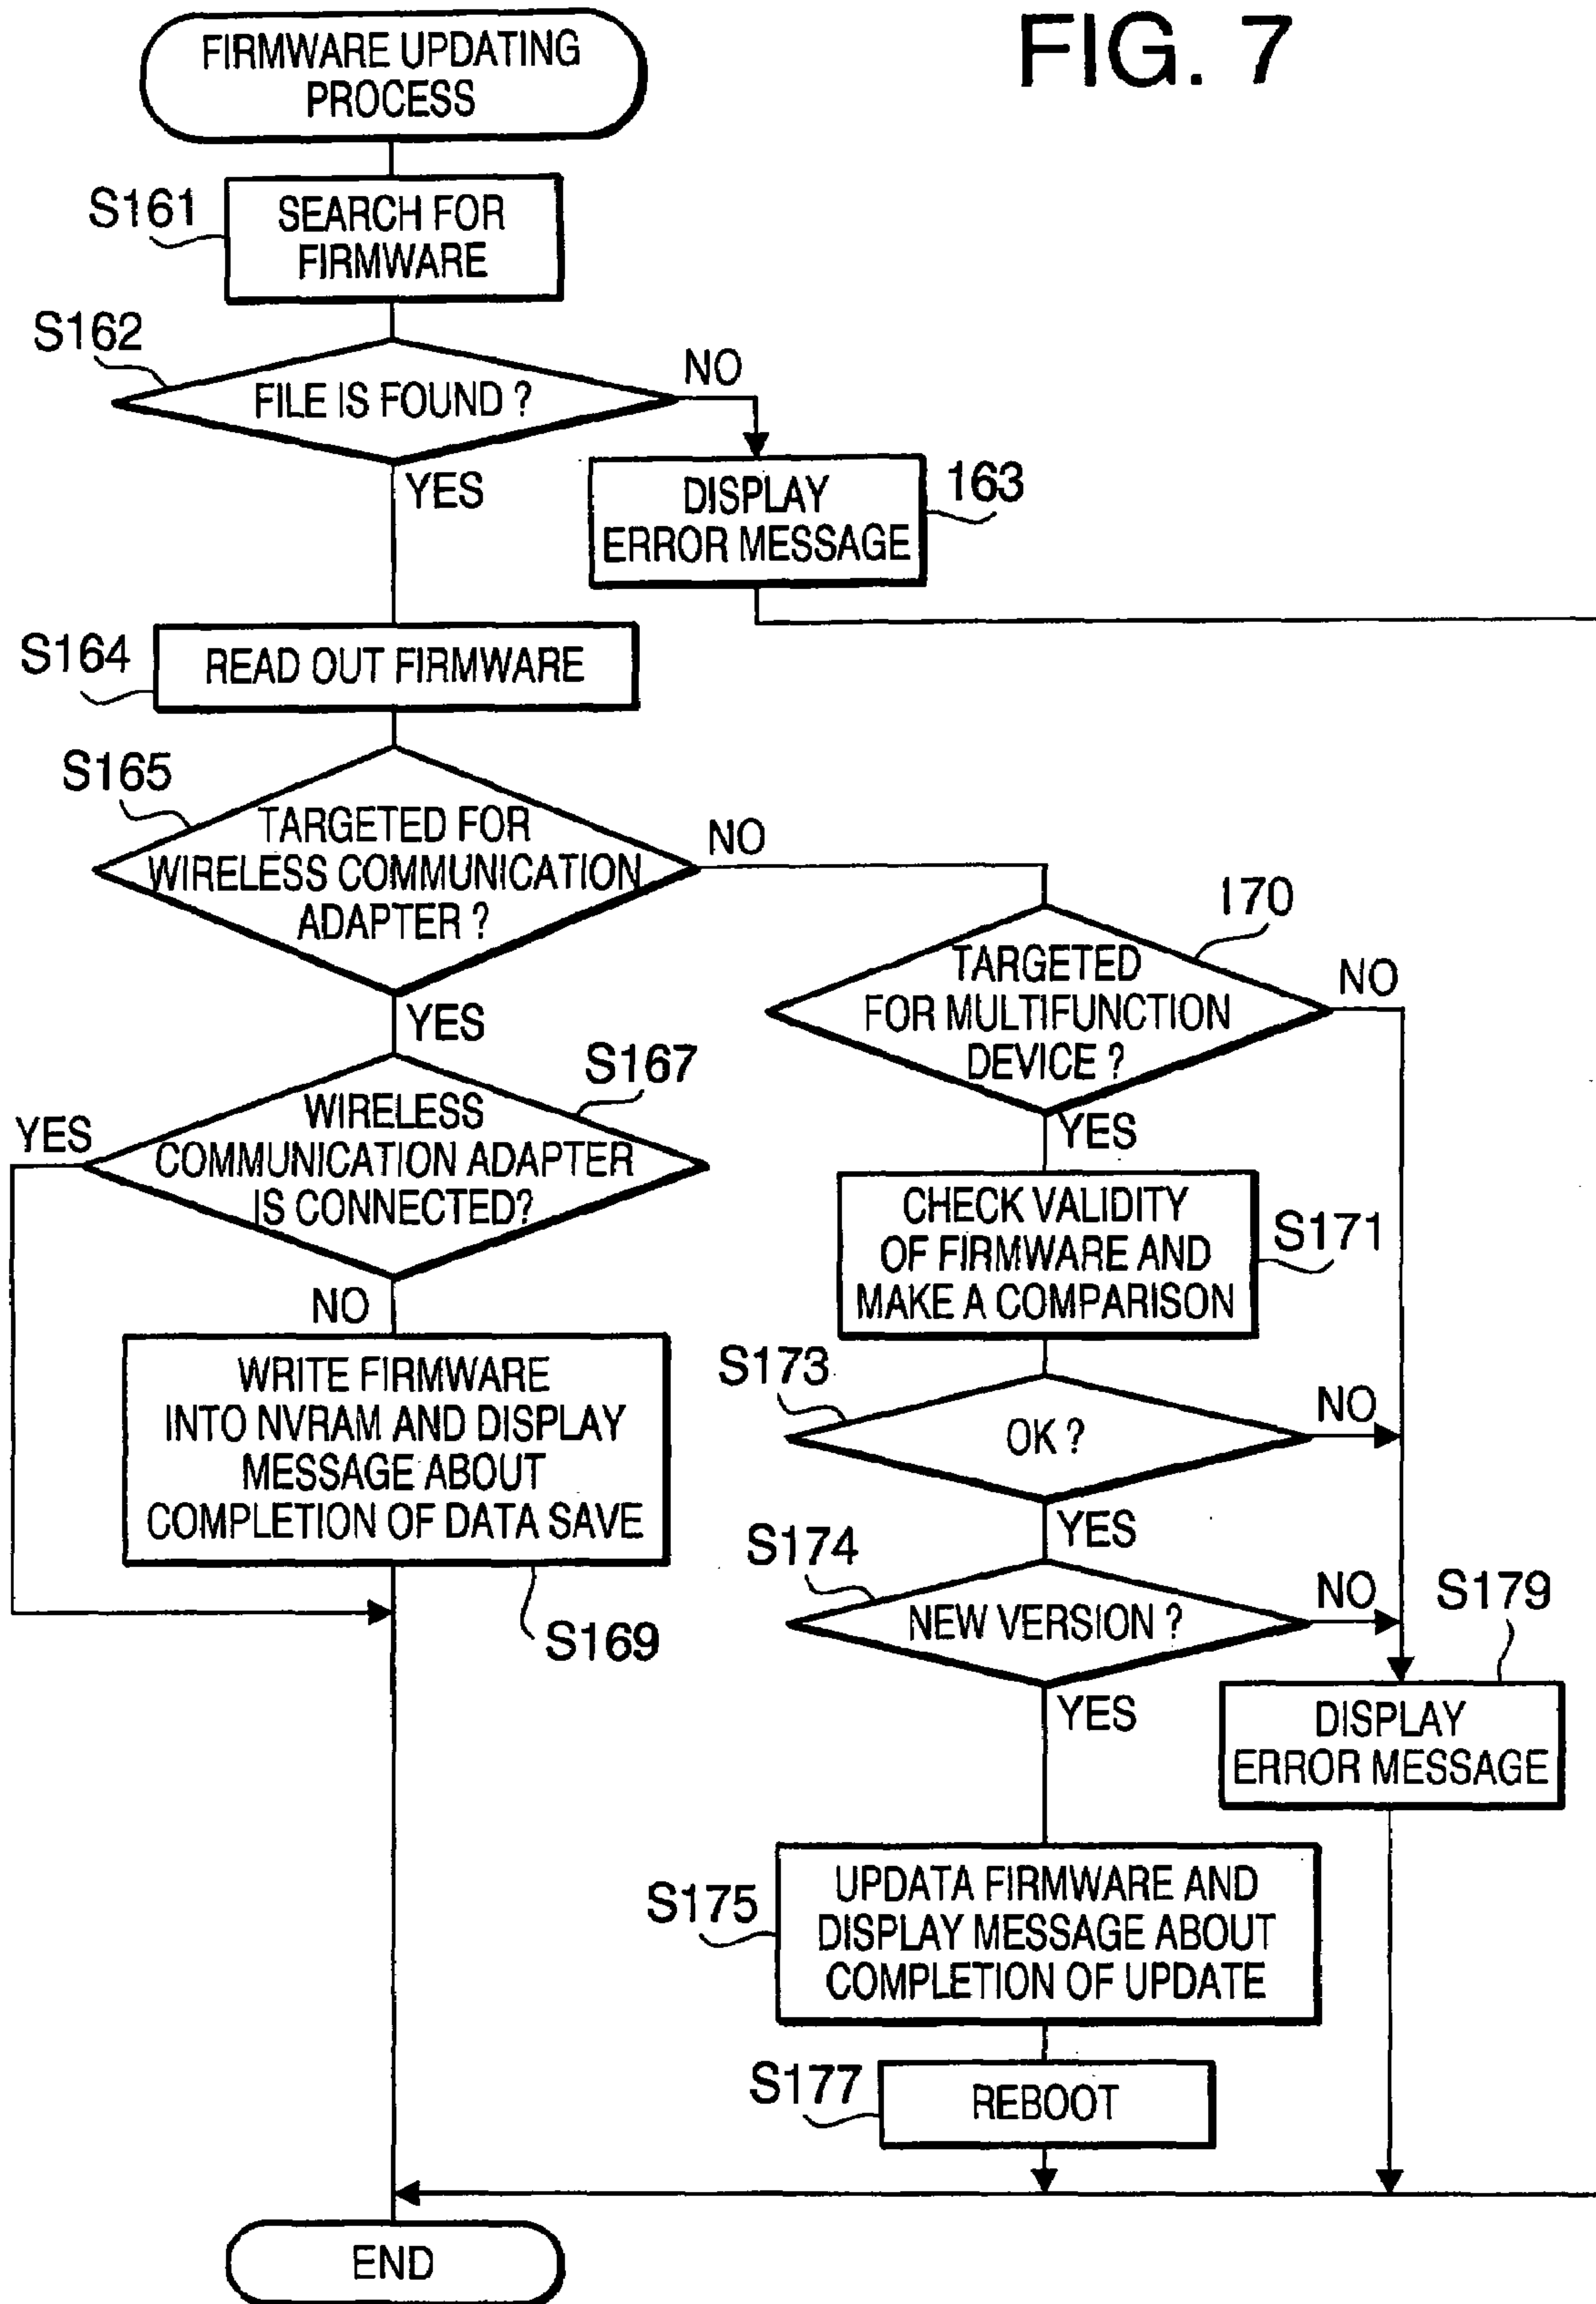 FIG. 7
FIRMWARE UPDATING
PROCESS
S161
SEARCH FOR
FIRMWARE
S162
FILE IS FOUND ?
NO
YES
DISPLAY
ERROR MESSAGE
163
S164
READ OUT FIRMWARE
S165
TARGETED FOR
WIRELESS COMMUNICATION
ADAPTER ?
NO
YES
170
TARGETED
FOR MULTIFUNCTION
DEVICE ?
NO
YES
S167
WIRELESS
COMMUNICATION ADAPTER
IS CONNECTED?
YES
NO
CHECK VALIDITY
OF FIRMWARE AND
MAKE A COMPARISON
S171
WRITE FIRMWARE
INTO NVRAM AND DISPLAY
MESSAGE ABOUT
COMPLETION OF DATA SAVE
S169
S173
OK ?
NO
YES
S174
NEW VERSION ?
NO
YES
S179
DISPLAY
ERROR MESSAGE
S175
UPDATA FIRMWARE AND
DISPLAY MESSAGE ABOUT
COMPLETION OF UPDATE
S177
REBOOT
END